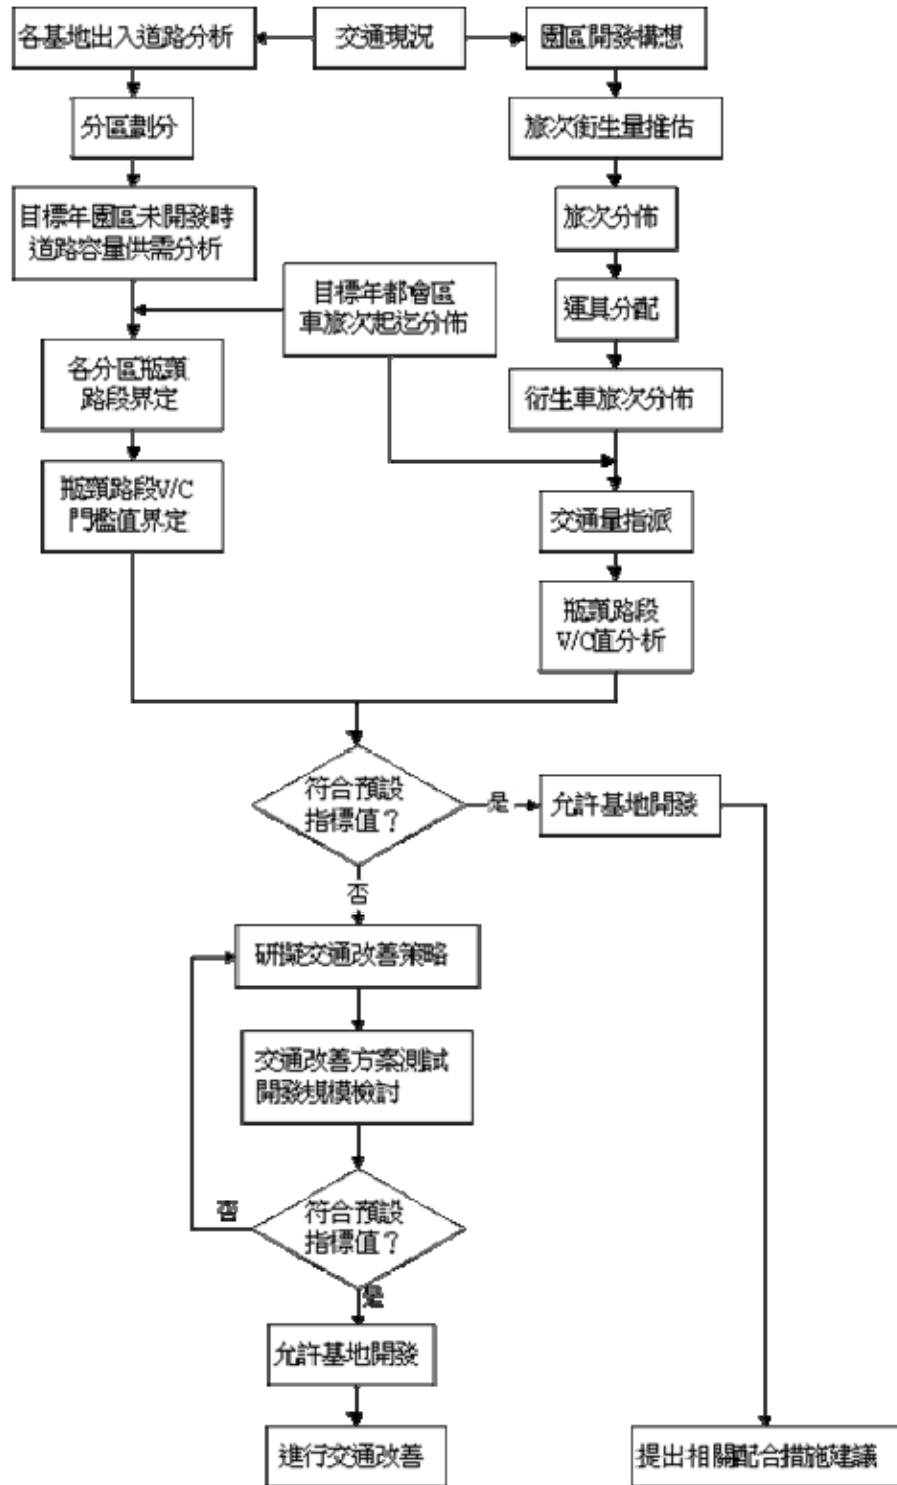 各基地出入道路分析
交通現況
園區開發構想
分區劃分
旅次衍生量推估
目標年園區未開發時
道路容量供需分析
旅次分佈
目標年都會區
車旅次起迄分佈
運具分配
各分區瓶頸
路段界定
衍生車旅次分佈
瓶頸路段V/C
門檻值界定
交通量指派
瓶頸路段
V/C值分析
符合預設
指標值？
是
允許基地開發
否
研擬交通改善策略
交通改善方案測試
開發規模檢討
否
符合預設
指標值？
是
允許基地開發
進行交通改善
提出相關配合措施建議